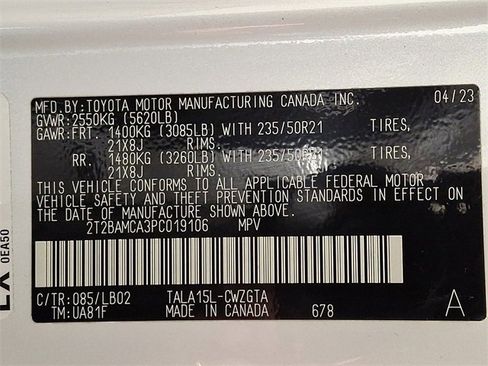 MFD.BY:TOYOTA MOTOR MANUFACTURING CANADA INC. 04/23
GVWR:2550KG (5620LB)
GAWR:FRT. 1400KG (3085LB) WITH 235/50R21 TIRES,
21X8J RIMS.
RR. 1480KG (3260LB) WITH 235/50R21 TIRES,
21X8J RIMS.
THIS VEHICLE CONFORMS TO ALL APPLICABLE FEDERAL MOTOR
VEHICLE SAFETY AND THEFT PREVENTION STANDARDS IN EFFECT ON
THE DATE OF MANUFACTURE SHOWN ABOVE.
2T2BAMCA3PC019106 MPV
C/TR:085/LB02 TALA15L-CWZGTA A
TM:UA81F MADE IN CANADA 678
0EA50